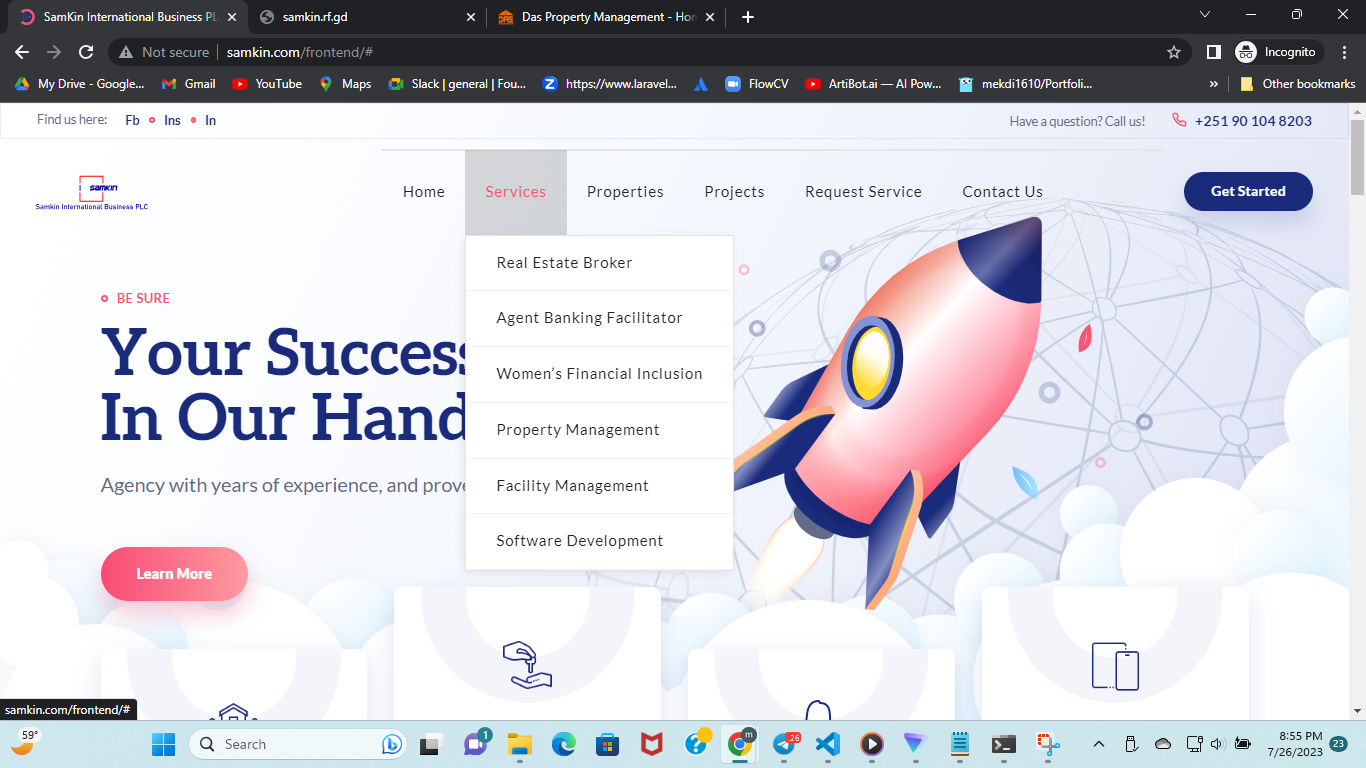 SamKin International Business PL
samkin.rf.gd
Das Property Management - Hom
Not secure
samkin.com/frontend/#
Incognito
My Drive - Google...
Gmail
YouTube
Maps
Slack | general | Fou...
https://www.laravel...
FlowCV
ArtiBot.ai — AI Pow...
mekdi1610/Portfoli...
»
Other bookmarks
Find us here:
Fb
Ins
In
Have a question? Call us!
+251 90 104 8203
samkin
Samkin International Business PLC
Home
Services
Properties
Projects
Request Service
Contact Us
Get Started
Real Estate Broker
Agent Banking Facilitator
Women’s Financial Inclusion
Property Management
Facility Management
Software Development
BE SURE
Your Success
In Our Hand
Agency with years of experience, and prove
Learn More
samkin.com/frontend/#
59°
Search
1
m
.26
8:55 PM
7/26/2023
23